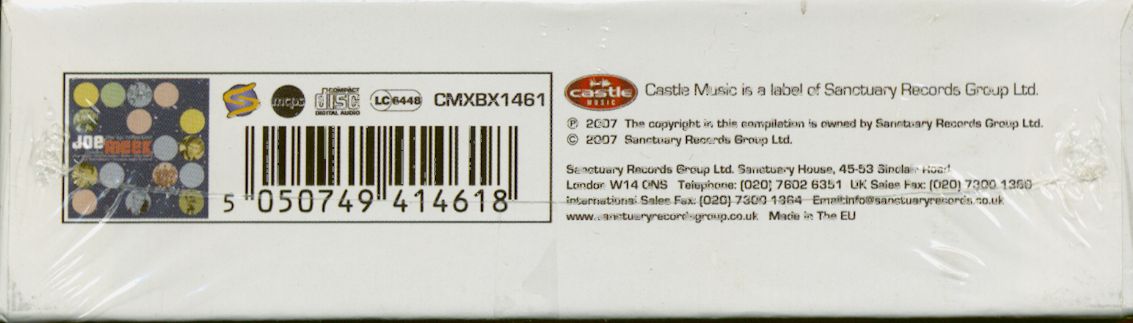 JOE
MEEK
mcps
COMPACT
disc
DIGITAL AUDIO
LC 6448
CMXBX1461
5 050749 414618
castle
MUSIC
Castle Music is a label of Sanctuary Records Group Ltd.
℗ 2007 The copyright in this compilation is owned by Sanctuary Records Group Ltd.
© 2007 Sanctuary Records Group Ltd.
Sanctuary Records Group Ltd. Sanctuary House, 45-53 Sinclair Road
London W14 0NS Telephone: (020) 7602 6351 UK Sales Fax: (020) 7300 1360
International Sales Fax: (020) 7300 1364 Email:info@sanctuaryrecords.co.uk
www.sanctuaryrecordsgroup.co.uk Made in The EU